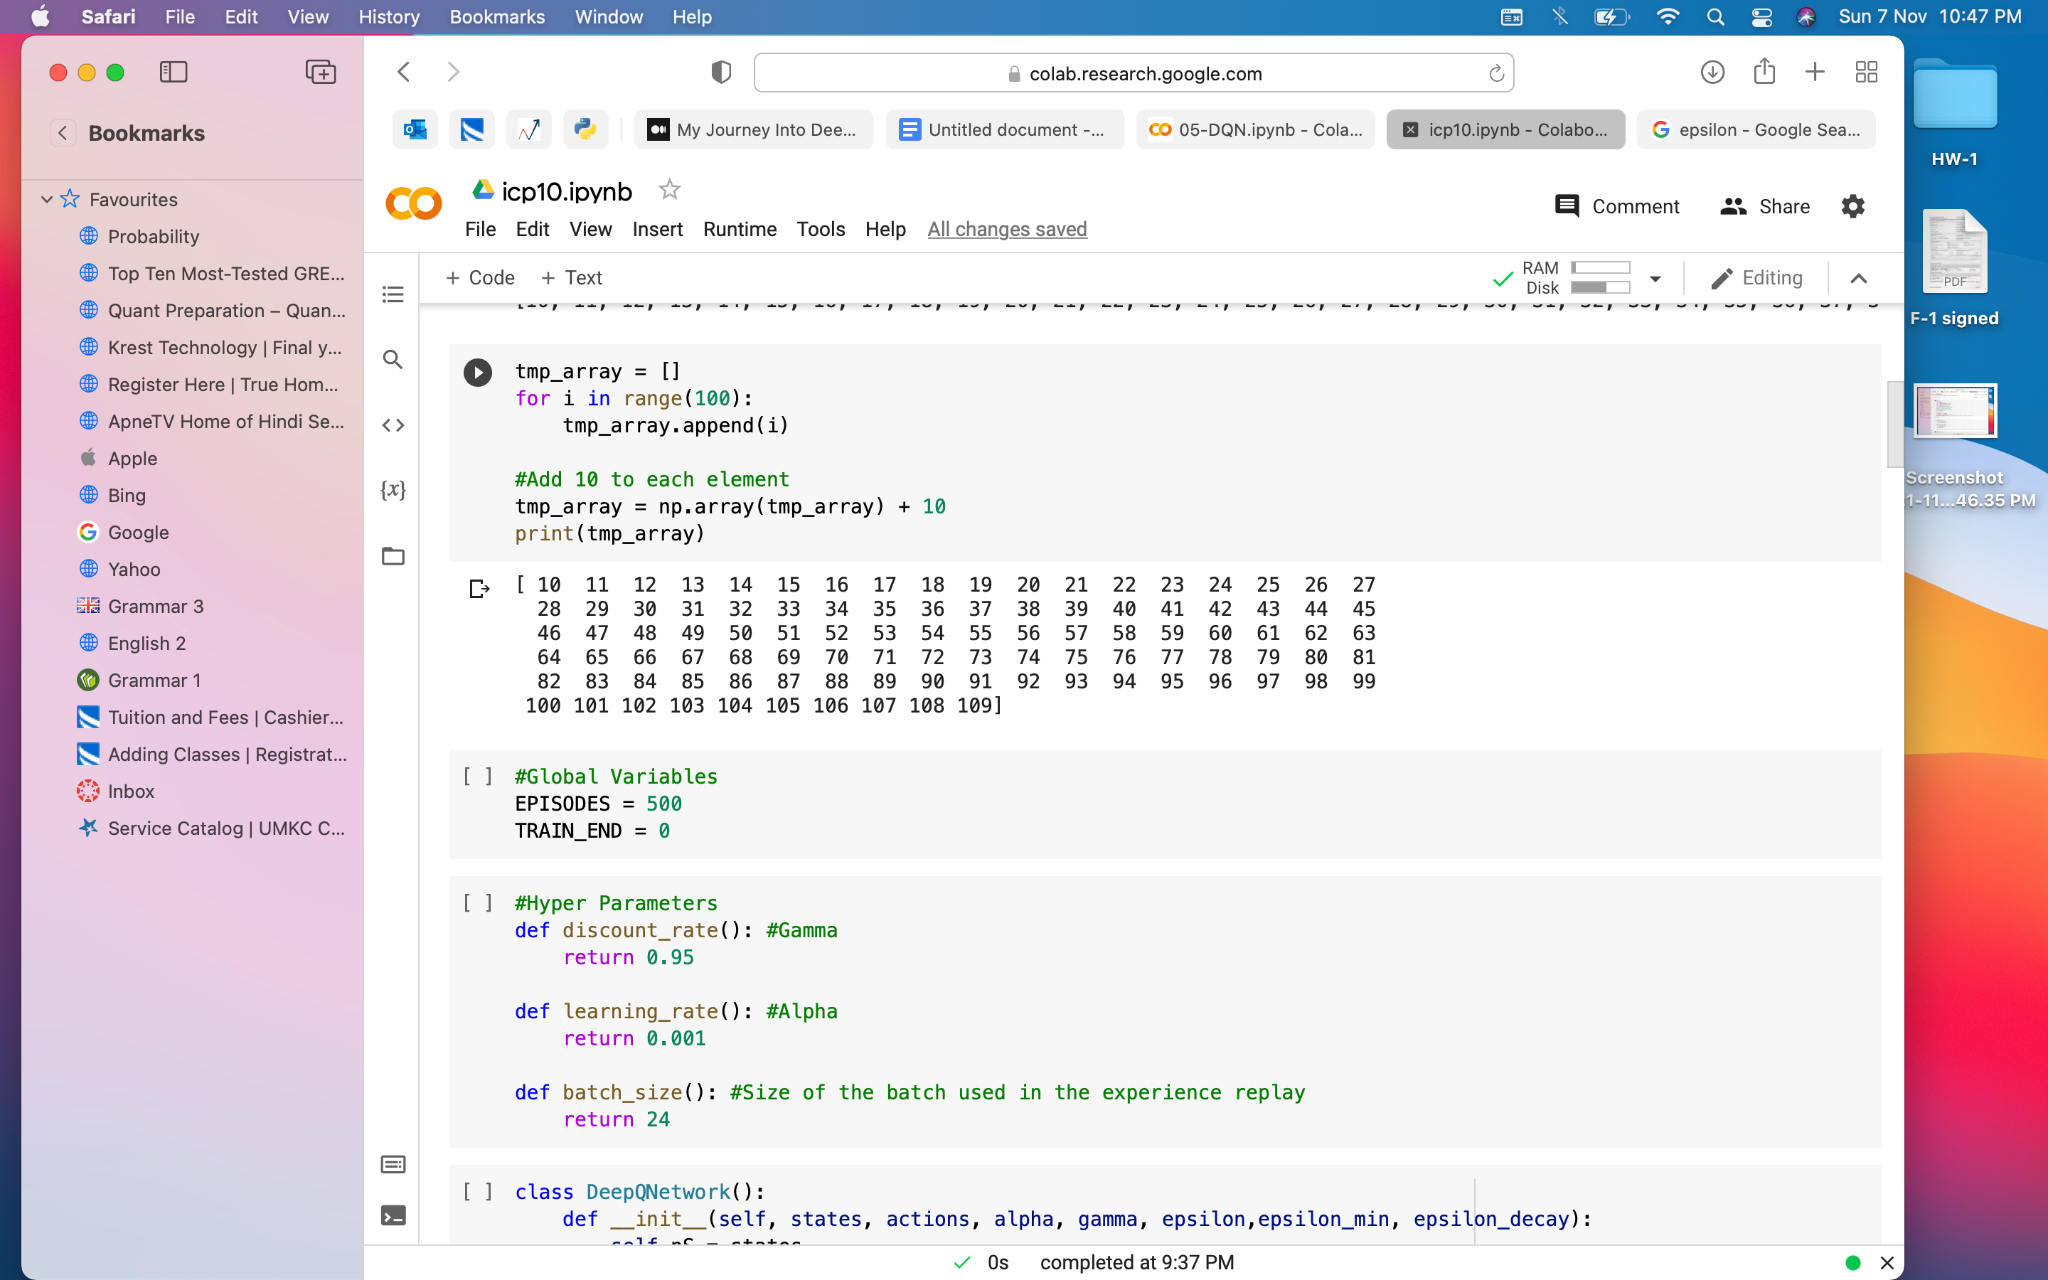 Safari File Edit View History Bookmarks Window Help Sun 7 Nov 10:47 PM
colab.research.google.com
My Journey Into Dee... Untitled document -... 05-DQN.ipynb - Cola... icp10.ipynb - Colabo... epsilon - Google Sea...
Bookmarks
Favourites
Probability
Top Ten Most-Tested GRE...
Quant Preparation – Quan...
Krest Technology | Final y...
Register Here | True Hom...
ApneTV Home of Hindi Se...
Apple
Bing
Google
Yahoo
Grammar 3
English 2
Grammar 1
Tuition and Fees | Cashier...
Adding Classes | Registrat...
Inbox
Service Catalog | UMKC C...
icp10.ipynb
Comment Share
File Edit View Insert Runtime Tools Help All changes saved
+ Code + Text RAM Disk Editing
tmp_array = []
for i in range(100):
    tmp_array.append(i)
#Add 10 to each element
tmp_array = np.array(tmp_array) + 10
print(tmp_array)
[ 10 11 12 13 14 15 16 17 18 19 20 21 22 23 24 25 26 27
28 29 30 31 32 33 34 35 36 37 38 39 40 41 42 43 44 45
46 47 48 49 50 51 52 53 54 55 56 57 58 59 60 61 62 63
64 65 66 67 68 69 70 71 72 73 74 75 76 77 78 79 80 81
82 83 84 85 86 87 88 89 90 91 92 93 94 95 96 97 98 99
100 101 102 103 104 105 106 107 108 109]
[ ] #Global Variables
EPISODES = 500
TRAIN_END = 0
[ ] #Hyper Parameters
def discount_rate(): #Gamma
    return 0.95
def learning_rate(): #Alpha
    return 0.001
def batch_size(): #Size of the batch used in the experience replay
    return 24
[ ] class DeepQNetwork():
    def __init__(self, states, actions, alpha, gamma, epsilon,epsilon_min, epsilon_decay):
        self.nS = states
0s completed at 9:37 PM
HW-1
PDF
F-1 signed
Screenshot
1-11...46.35 PM